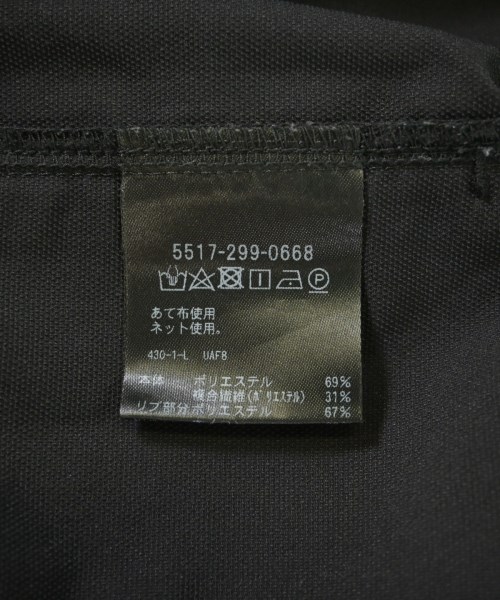 5517-299-0668
あて布使用
ネット使用。
430-1-L UAF8
本体 ポリエステル 69%
複合繊維(ポリエステル) 31%
リブ部分ポリエステル 67%